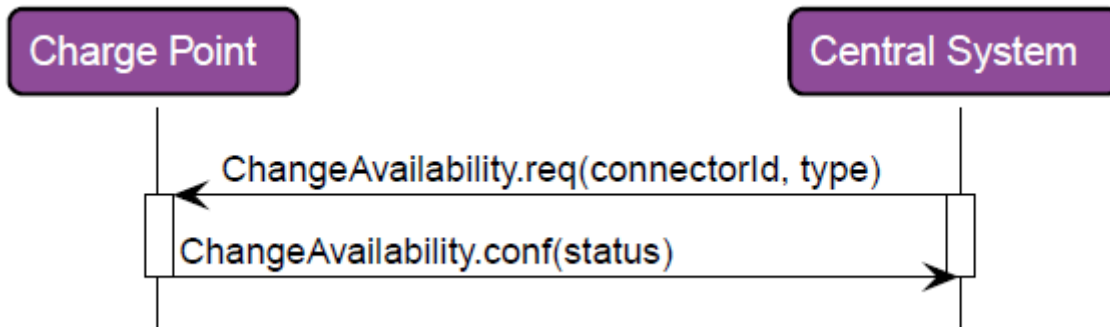 Charge Point
Central System
ChangeAvailability.req(connectorId, type)
ChangeAvailability.conf(status)